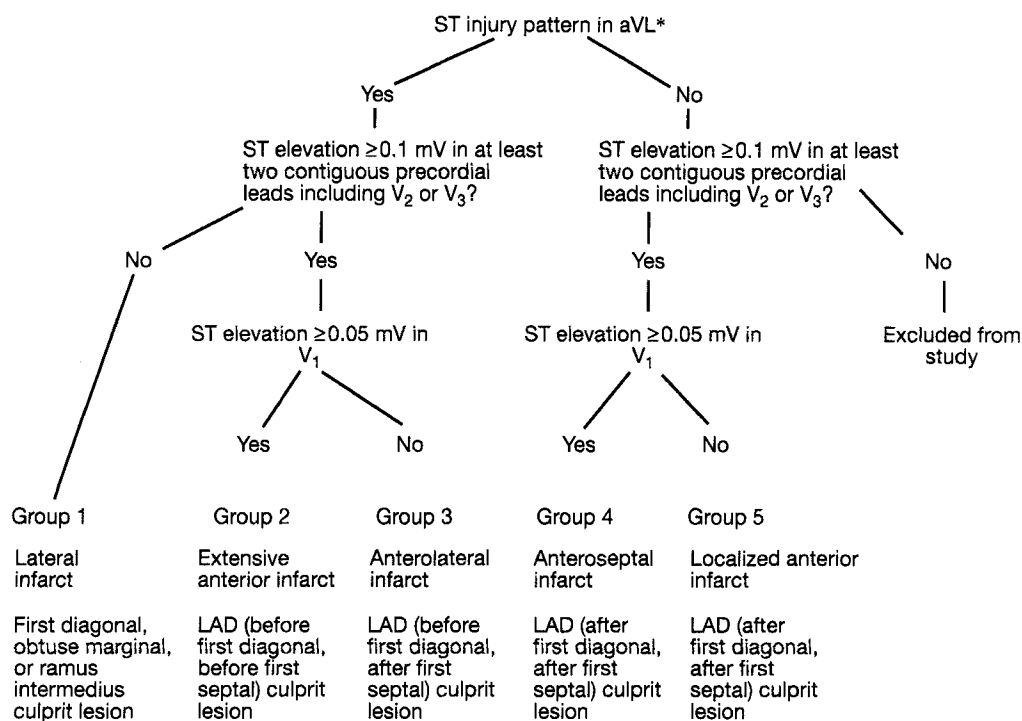 ST injury pattern in aVL*
Yes
No
ST elevation ≥0.1 mV in at least
two contiguous precordial
leads including V₂ or V₃?
ST elevation ≥0.1 mV in at least
two contiguous precordial
leads including V₂ or V₃?
No
Yes
Yes
No
ST elevation ≥0.05 mV in
V₁
ST elevation ≥0.05 mV in
V₁
Excluded from
study
Yes
No
Yes
No
Group 1
Lateral
infarct
First diagonal,
obtuse marginal,
or ramus
intermedius
culprit lesion
Group 2
Extensive
anterior infarct
LAD (before
first diagonal,
before first
septal) culprit
lesion
Group 3
Anterolateral
infarct
LAD (before
first diagonal,
after first
septal) culprit
lesion
Group 4
Anteroseptal
infarct
LAD (after
first diagonal,
after first
septal) culprit
lesion
Group 5
Localized anterior
infarct
LAD (after
first diagonal,
after first
septal) culprit
lesion